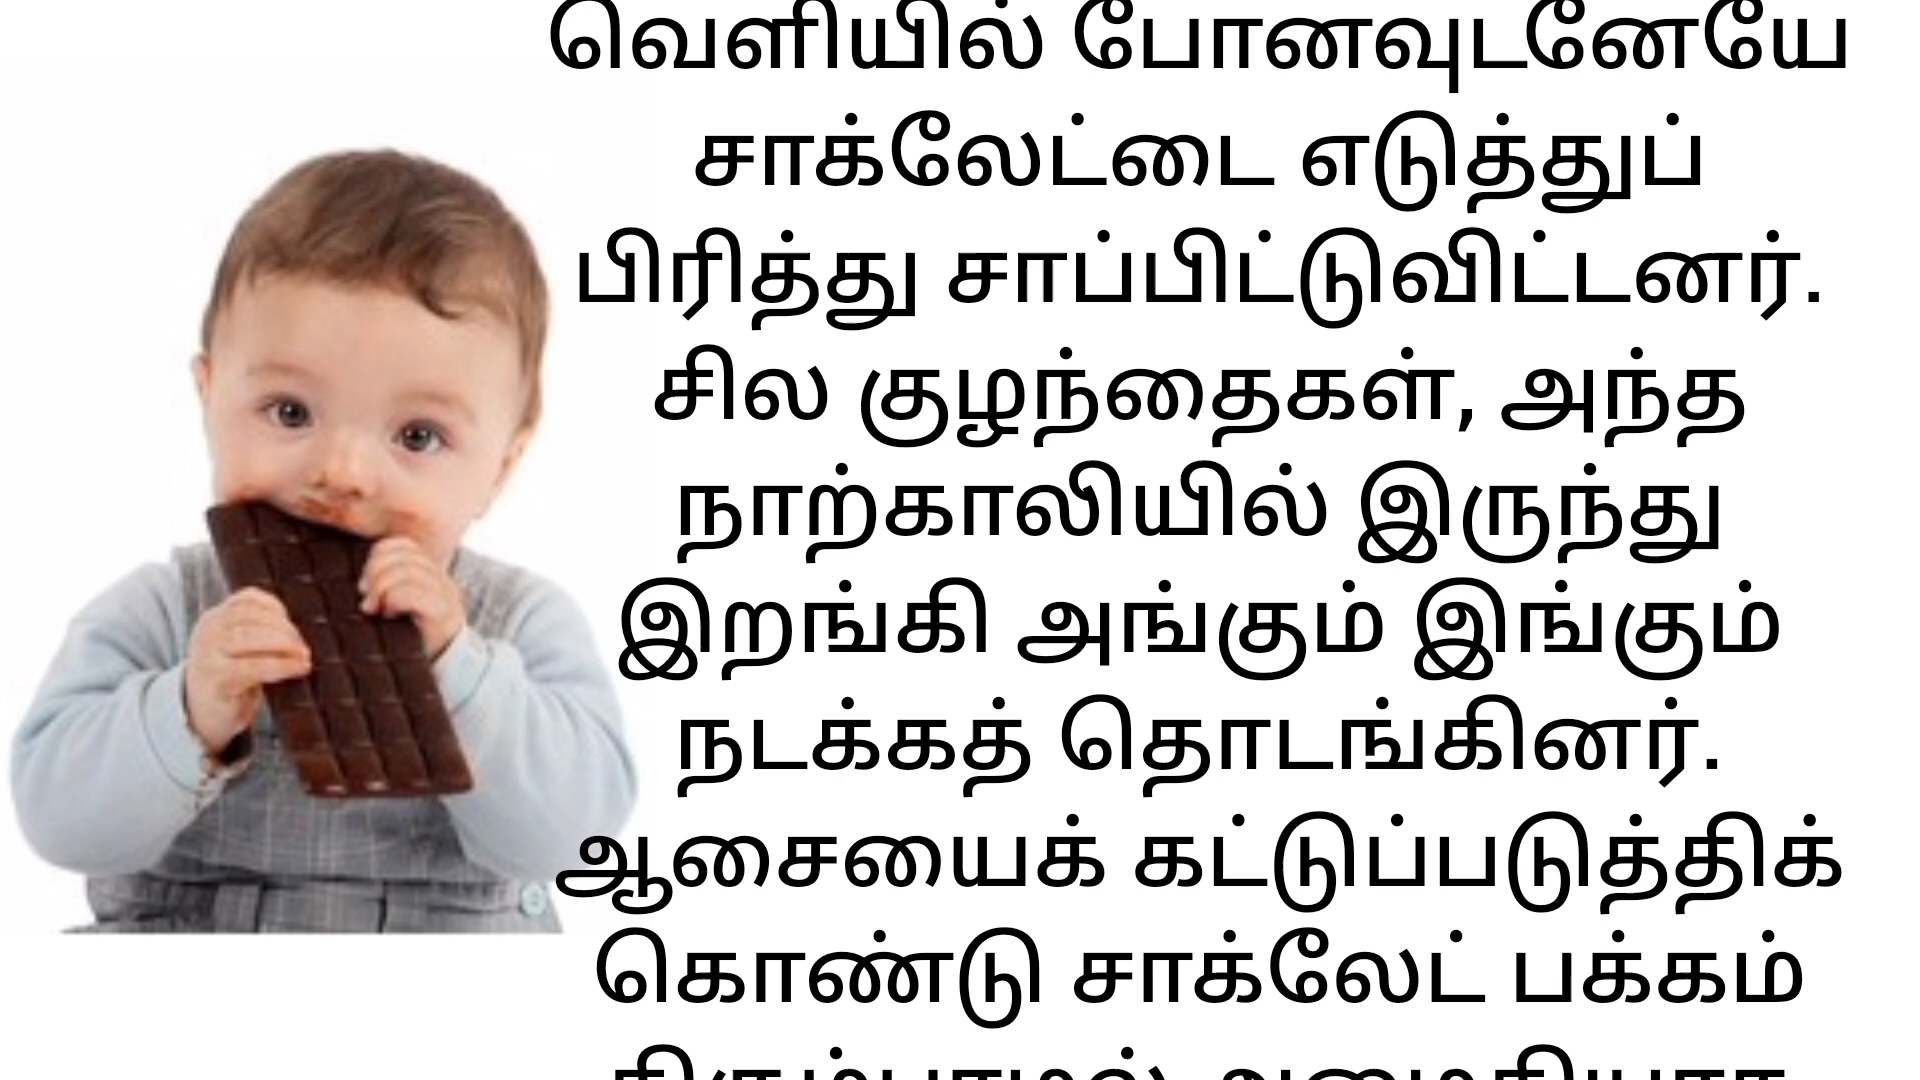 வெளியில் போனவுடனேயே
சாக்லேட்டை எடுத்துப்
பிரித்து சாப்பிட்டுவிட்டனர்.
சில குழந்தைகள், அந்த
நாற்காலியில் இருந்து
இறங்கி அங்கும் இங்கும்
நடக்கத் தொடங்கினர்.
ஆசையைக் கட்டுப்படுத்திக்
கொண்டு சாக்லேட் பக்கம்